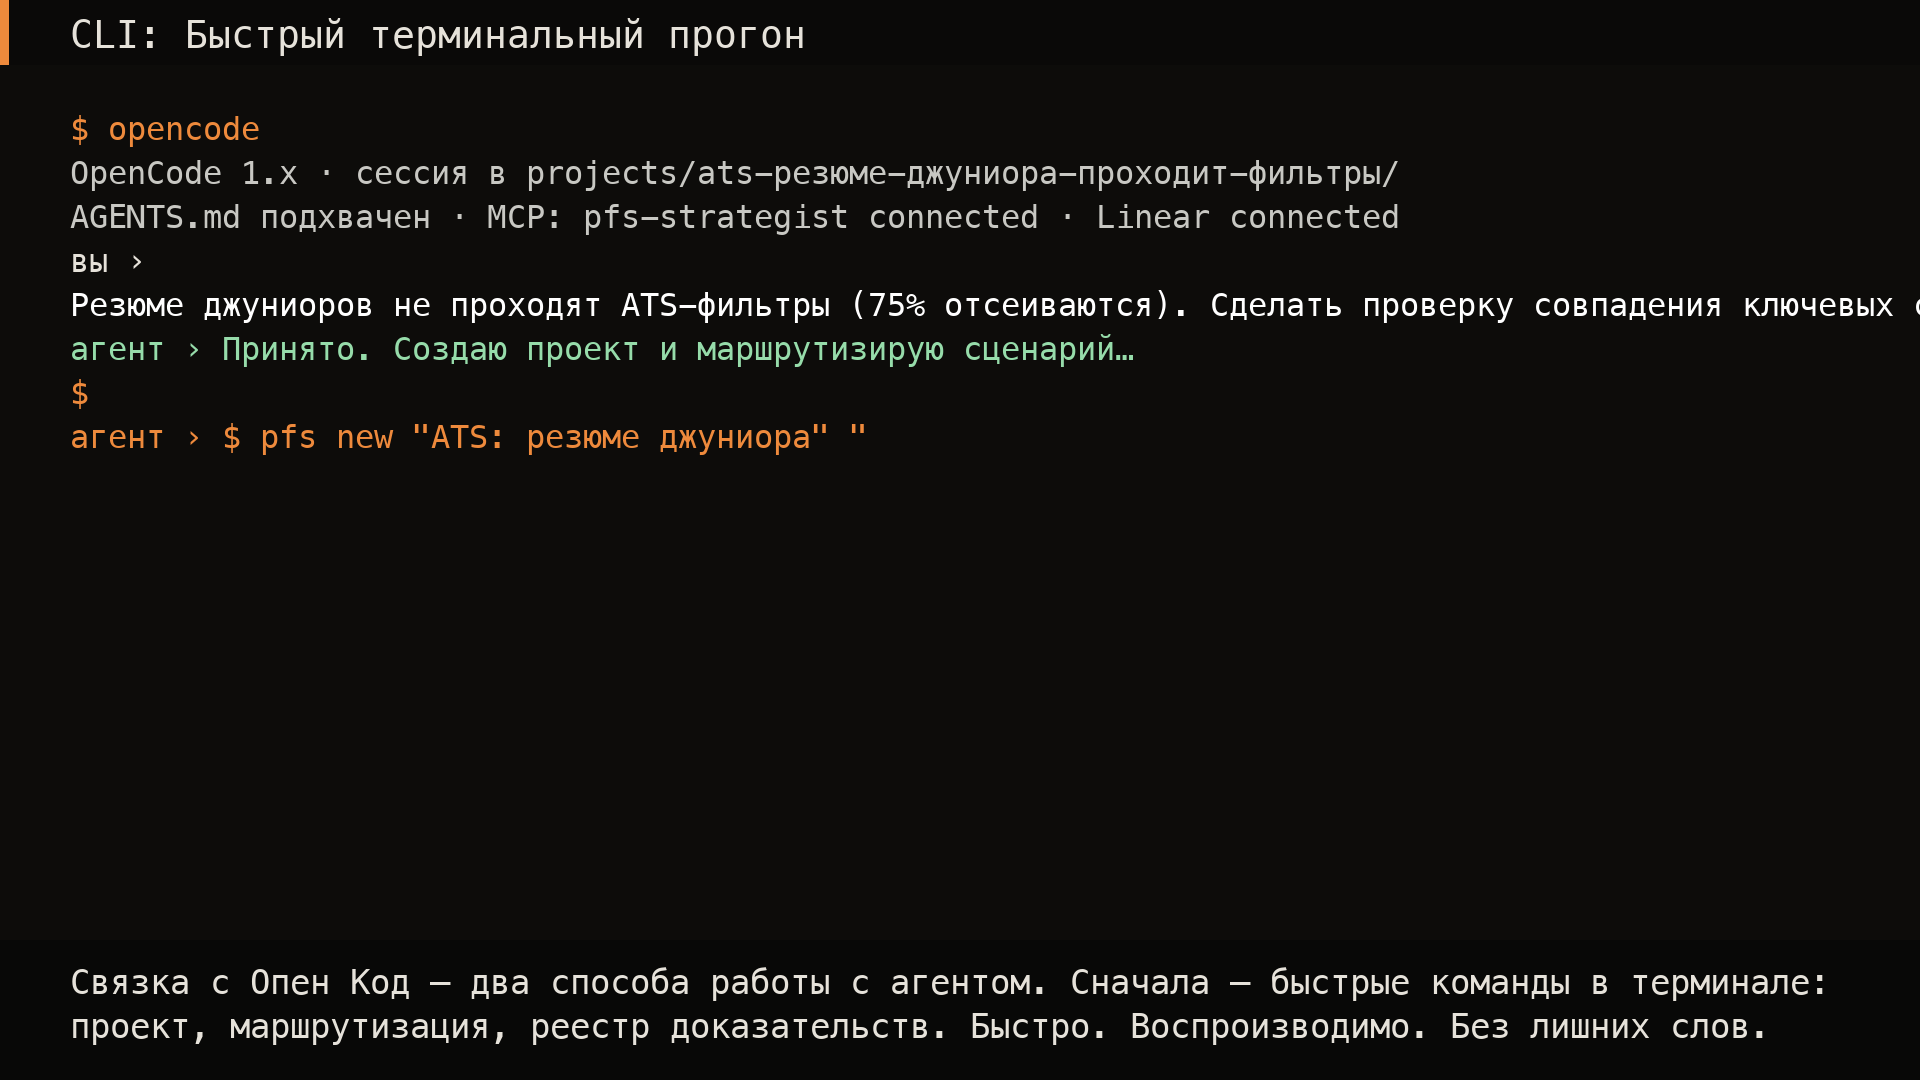 CLI: Быстрый терминальный прогон
$ opencode
OpenCode 1.x · сессия в projects/ats-резюме-джуниора-проходит-фильтры/
AGENTS.md подхвачен · MCP: pfs-strategist connected · Linear connected
вы ›
Резюме джуниоров не проходят ATS-фильтры (75% отсеиваются). Сделать проверку совпадения ключевых
агент › Принято. Создаю проект и маршрутизирую сценарий…
$
агент › $ pfs new "ATS: резюме джуниора" "
Связка с Опен Код — два способа работы с агентом. Сначала — быстрые команды в терминале:
проект, маршрутизация, реестр доказательств. Быстро. Воспроизводимо. Без лишних слов.